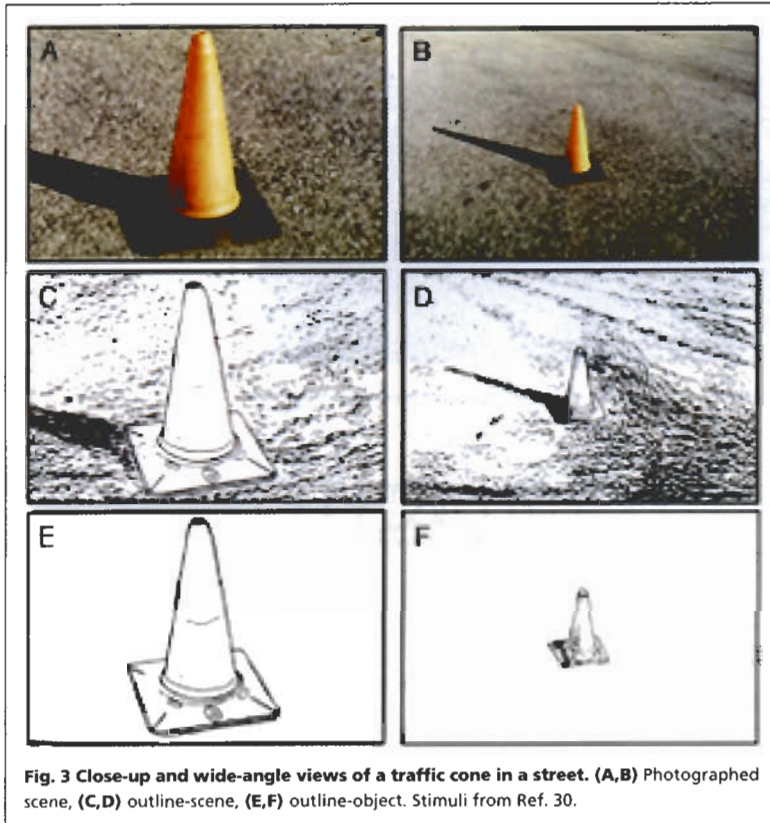 A
B
C
D
E
F
Fig. 3 Close-up and wide-angle views of a traffic cone in a street. (A,B) Photographed
scene, (C,D) outline-scene, (E,F) outline-object. Stimuli from Ref. 30.